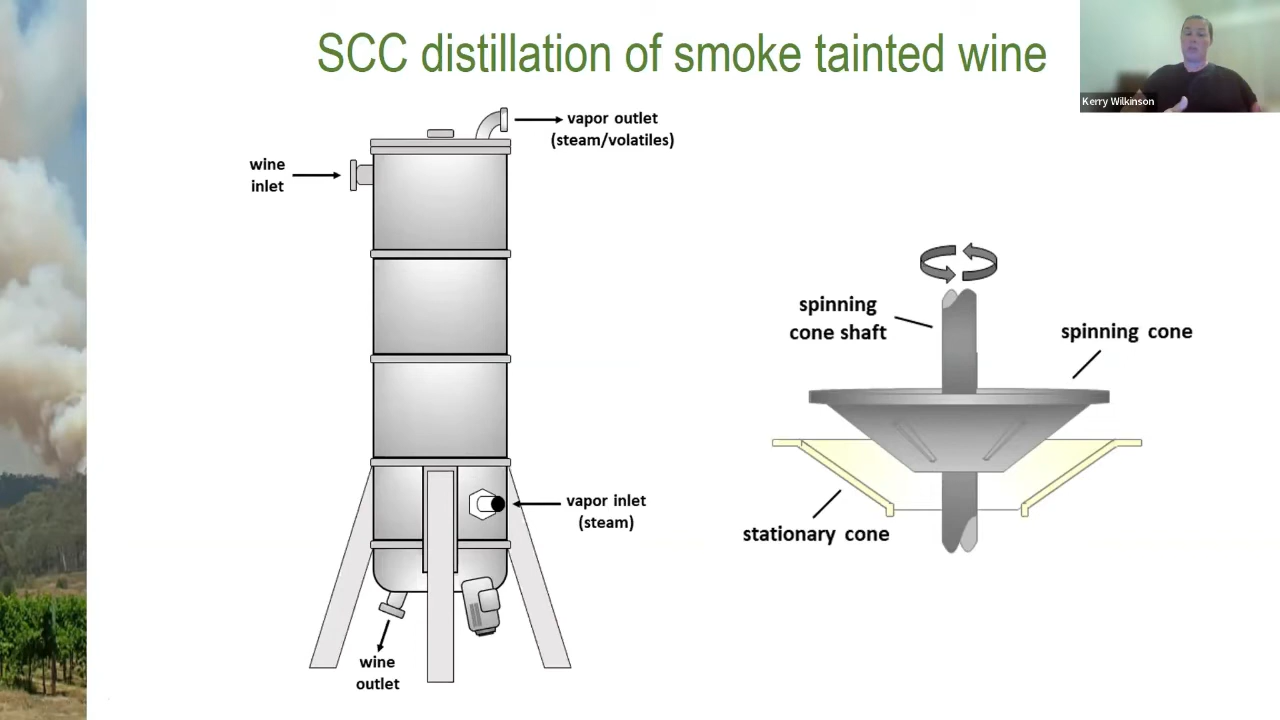 SCC distillation of smoke tainted wine
Kerry Wilkinson
vapor outlet
(steam/volatiles)
wine
inlet
vapor inlet
(steam)
wine
outlet
spinning
cone shaft
spinning cone
stationary cone